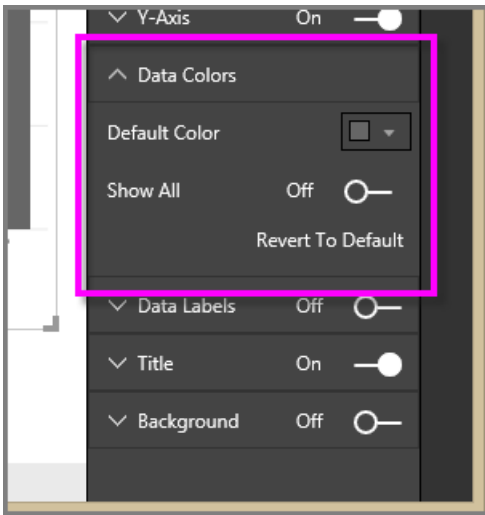 Y-Axis On
Data Colors
Default Color
Show All Off
Revert To Default
Data Labels Off
Title On
Background Off